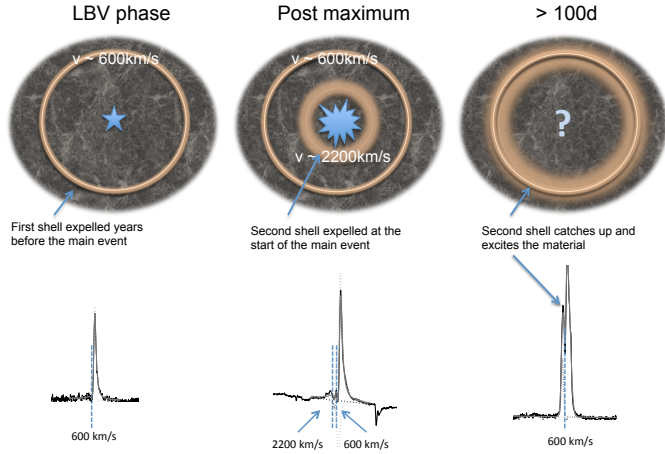 LBV phase
Post maximum
> 100d
v ~ 600km/s
v ~ 600km/s
?
v ~ 2200km/s
First shell expelled years
before the main event
Second shell expelled at the
start of the main event
Second shell catches up and
excites the material
600 km/s
2200 km/s
600 km/s
600 km/s